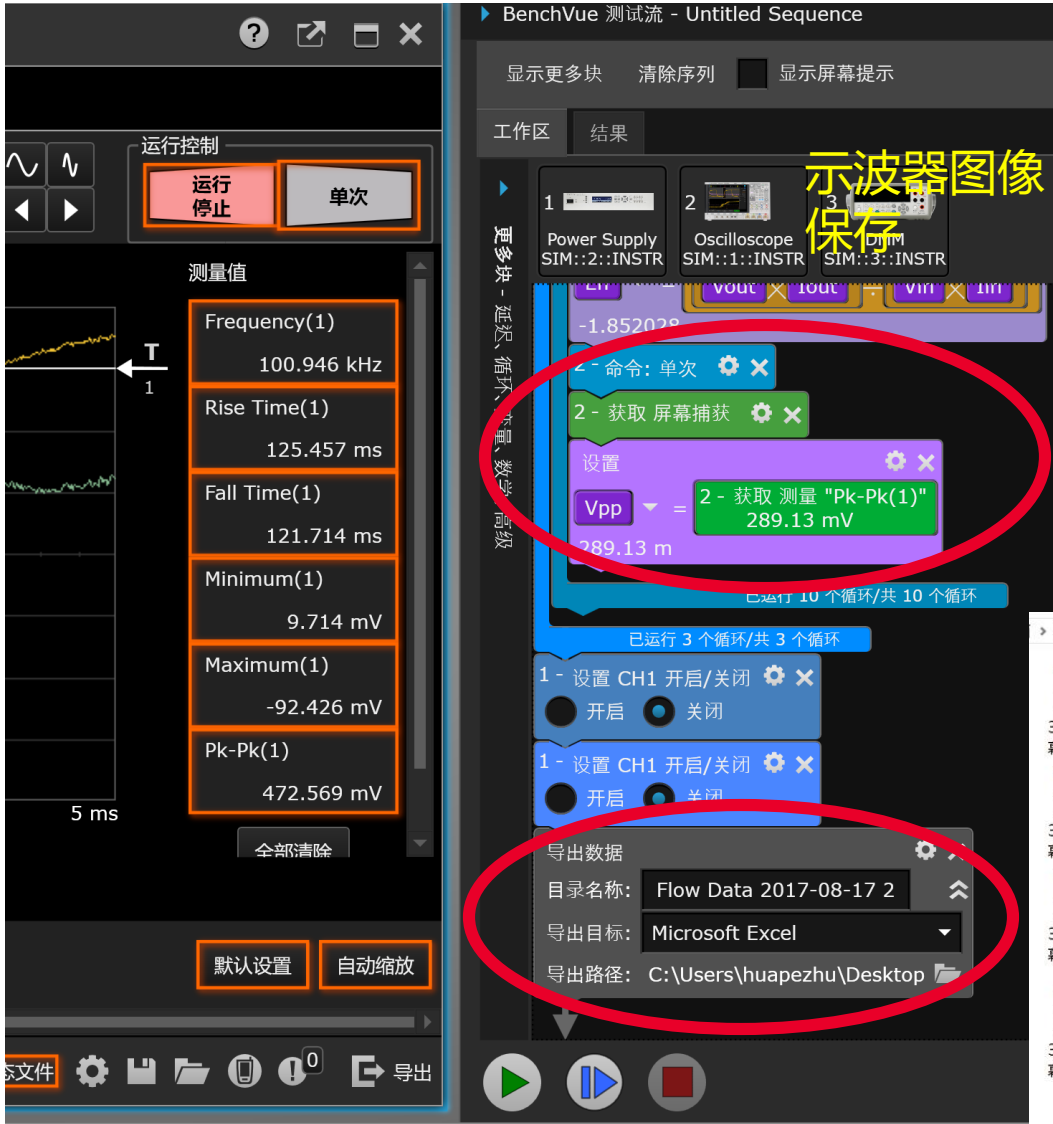 BenchVue 测试流 - Untitled Sequence
显示更多块
清除序列
显示屏幕提示
工作区
结果
示波器图像
保存
1
Power Supply
SIM::2::INSTR
2
Oscilloscope
SIM::1::INSTR
3
DMM
SIM::3::INSTR
更多块 - 延迟、循环、变量、数学、高级
Vout
Iout
Vin
Iin
-1.852028
2 - 命令: 单次
2 - 获取 屏幕捕获
设置
Vpp
=
2 - 获取 测量 "Pk-Pk(1)"
289.13 mV
289.13 m
已运行 10 个循环/共 10 个循环
已运行 3 个循环/共 3 个循环
1 - 设置 CH1 开启/关闭
开启
关闭
1 - 设置 CH1 开启/关闭
开启
关闭
导出数据
目录名称:
Flow Data 2017-08-17 2
导出目标:
Microsoft Excel
导出路径:
C:\Users\huapezhu\Desktop
运行控制
运行
停止
单次
测量值
T
1
Frequency(1)
100.946 kHz
Rise Time(1)
125.457 ms
Fall Time(1)
121.714 ms
Minimum(1)
9.714 mV
Maximum(1)
-92.426 mV
Pk-Pk(1)
472.569 mV
5 ms
全部清除
默认设置
自动缩放
态文件
0
导出